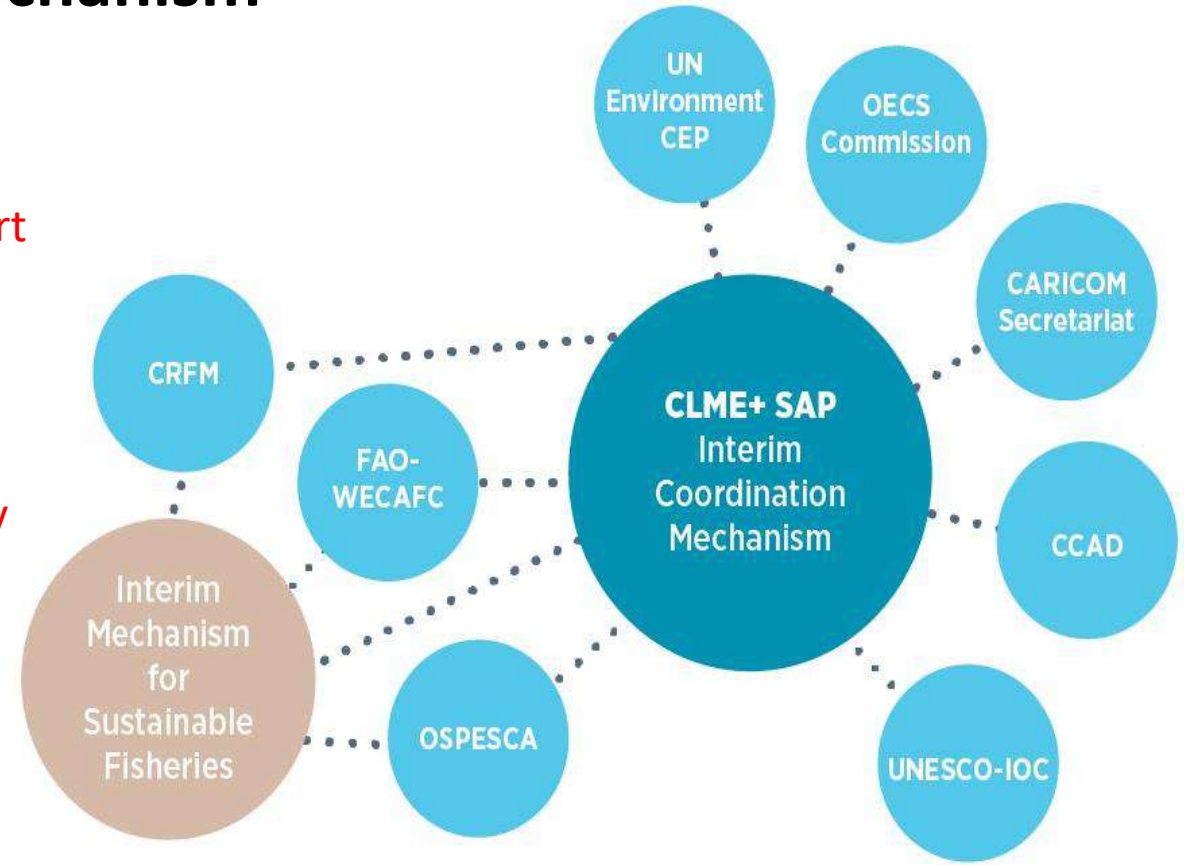 UN
Environment
CEP
OECS
Commission
CARICOM
Secretariat
CRFM
FAO-
WECAFC
CLME+ SAP
Interim
Coordination
Mechanism
CCAD
Interim
Mechanism
for
Sustainable
Fisheries
OSPESCA
UNESCO-IOC